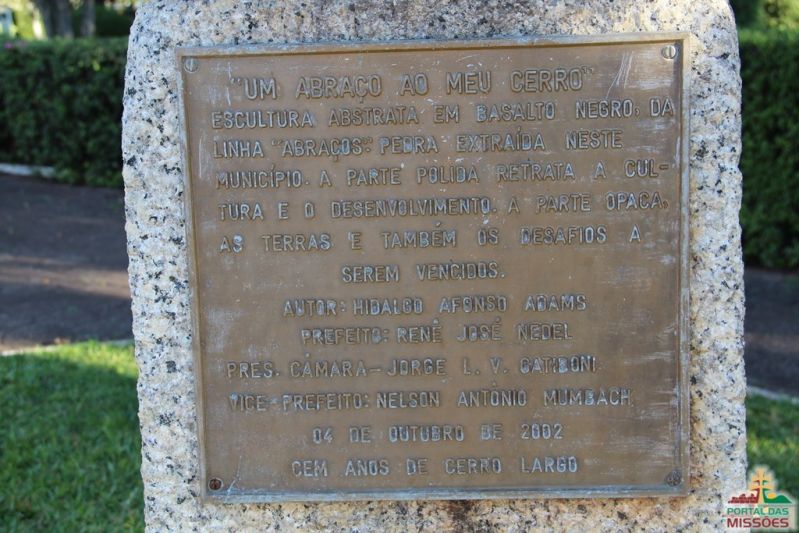 "UM ABRAÇO AO MEU CERRO"
ESCULTURA ABSTRATA EM BASALTO NEGRO, DA
LINHA "ABRAÇOS": PEDRA EXTRAÍDA NESTE
MUNICÍPIO. A PARTE POLIDA RETRATA A CUL-
TURA E O DESENVOLVIMENTO. A PARTE OPACA,
AS TERRAS E TAMBÉM OS DESAFIOS A
SEREM VENCIDOS.
AUTOR: HIDALGO AFONSO ADAMS
PREFEITO: RENÊ JOSÉ NEDEL
PRES. CÂMARA - JORGE L. V. GATIBONI.
VICE-PREFEITO: NELSON ANTÔNIO MUMBACH
04 DE OUTUBRO DE 2002
CEM ANOS DE CERRO LARGO
PORTAL DAS
MISSÕES